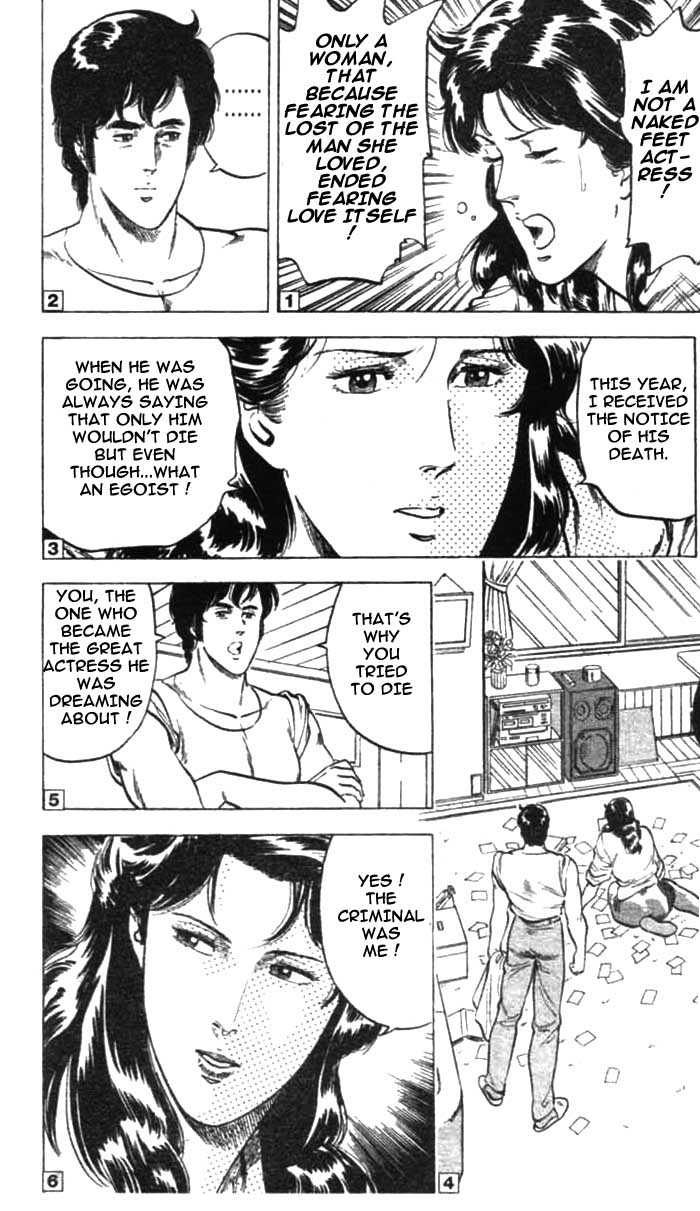 I AM
NOT A
NAKED
FEET
ACT-
RESS
!
ONLY A
WOMAN,
THAT
BECAUSE
FEARING THE
LOST OF THE
MAN SHE
LOVED,
ENDED
FEARING
LOVE ITSELF
!
1
......
......
2
THIS YEAR,
I RECEIVED
THE NOTICE
OF HIS
DEATH.
WHEN HE WAS
GOING, HE WAS
ALWAYS SAYING
THAT ONLY HIM
WOULDN'T DIE
BUT EVEN
THOUGH...WHAT
AN EGOIST !
3
4
THAT'S
WHY
YOU
TRIED
TO DIE
YOU, THE
ONE WHO
BECAME
THE GREAT
ACTRESS HE
WAS
DREAMING
ABOUT !
5
YES !
THE
CRIMINAL
WAS
ME !
6